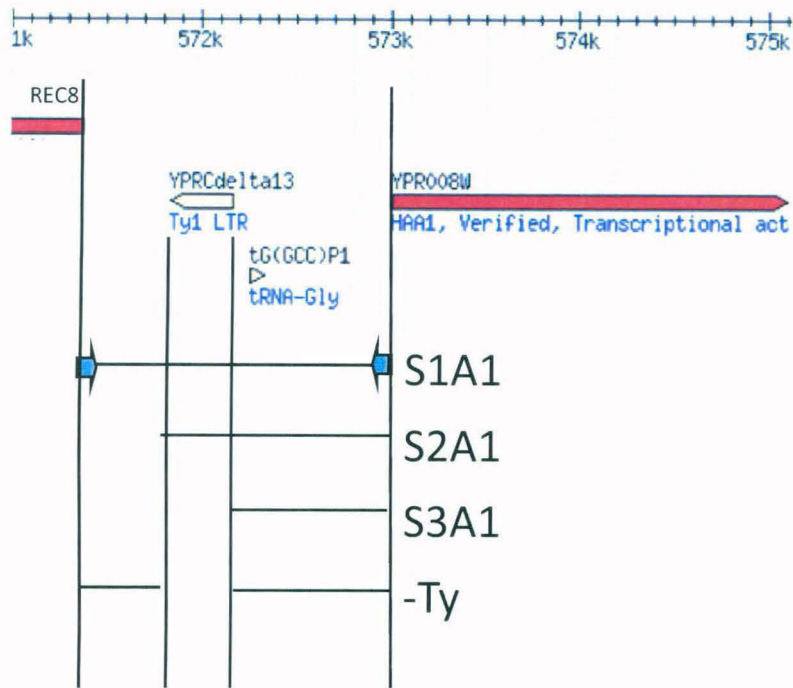 1k 572k 573k 574k 575k
REC8
YPRCdelta13 YPR008W
Ty1 LTR HAA1, Verified, Transcriptional act
tG(GCC)P1
tRNA-Gly
S1A1
S2A1
S3A1
-Ty